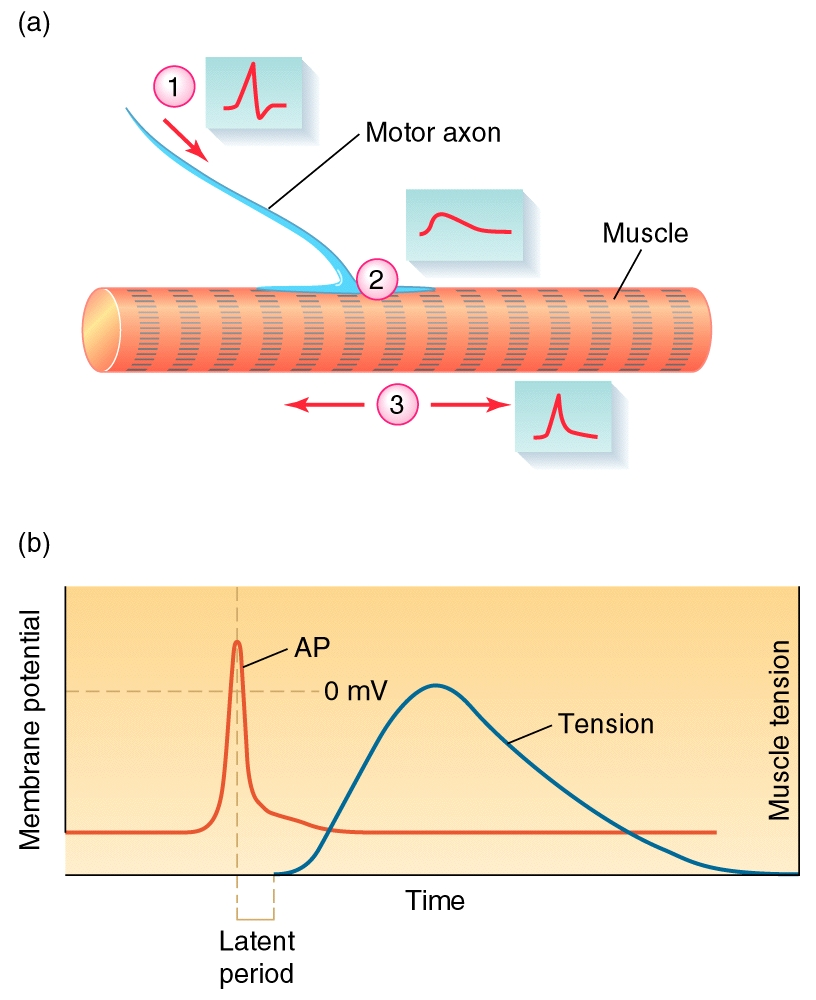 (a)
1
Motor axon
Muscle
2
3
(b)
Membrane potential
AP
0 mV
Tension
Muscle tension
Time
Latent
period